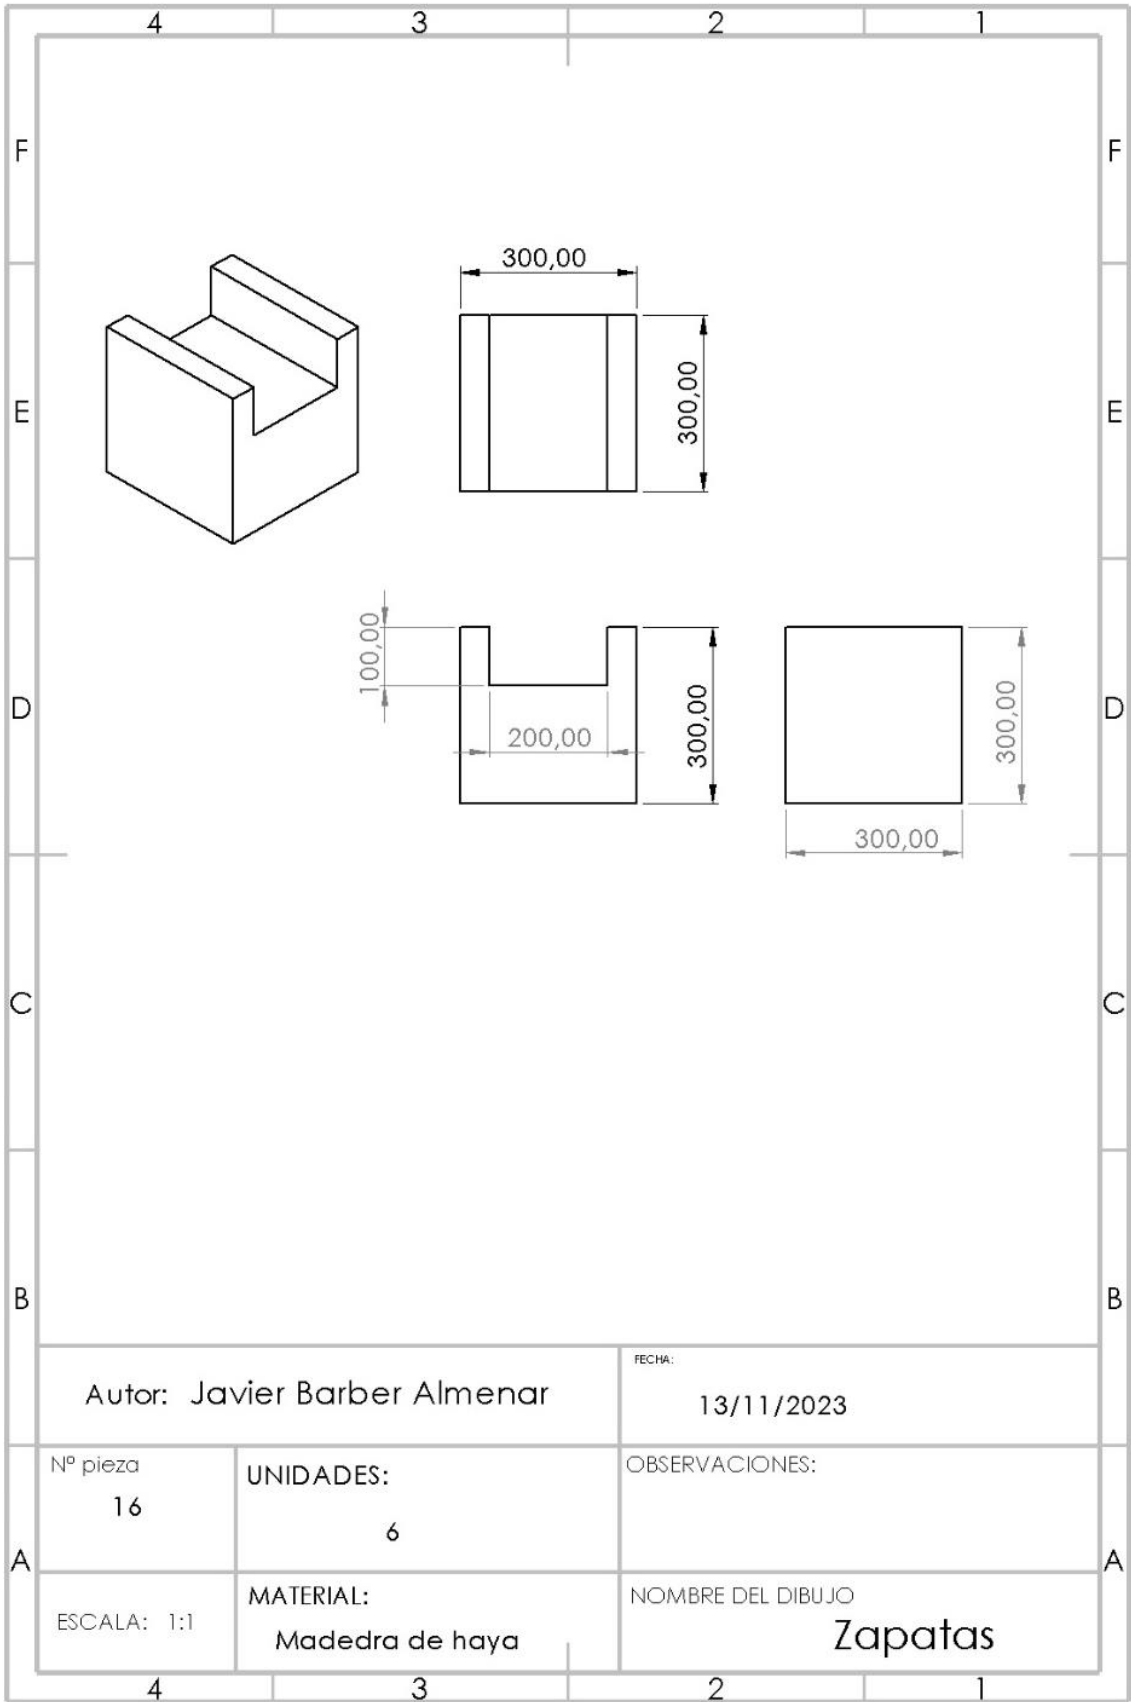 4 3 2 1
F F
300,00
300,00
E E
100,00
200,00
300,00
300,00
D D
300,00
C C
B B
Autor: Javier Barber Almenar
FECHA:
13/11/2023
Nº pieza
16
UNIDADES:
6
OBSERVACIONES:
A A
ESCALA: 1:1
MATERIAL:
Madedra de haya
NOMBRE DEL DIBUJO
Zapatas
4 3 2 1